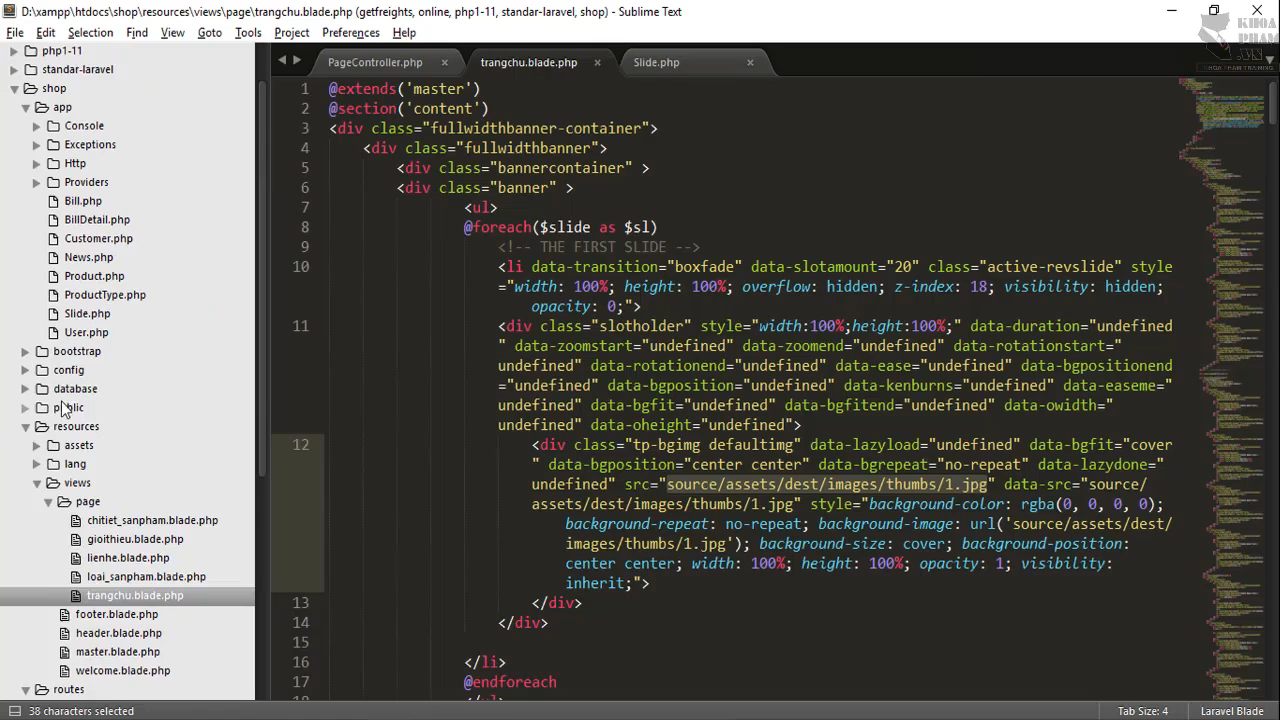 D:\xampp\htdocs\shop\resources\views\page\trangchu.blade.php (getfreights, online, php1-11, standar-laravel, shop) - Sublime Text
File Edit Selection Find View Goto Tools Project Preferences Help
KHOA
PHAM
.VN
php1-11
standar-laravel
shop
app
Console
Exceptions
Http
Providers
Bill.php
BillDetail.php
Customer.php
News.php
Product.php
ProductType.php
Slide.php
User.php
bootstrap
config
database
public
resources
assets
lang
views
page
chitiet_sanpham.blade.php
gioithieu.blade.php
lienhe.blade.php
loai_sanpham.blade.php
trangchu.blade.php
footer.blade.php
header.blade.php
master.blade.php
welcome.blade.php
routes
PageController.php × trangchu.blade.php × Slide.php ×
1 @extends('master')
2 @section('content')
3 <div class="fullwidthbanner-container">
4 <div class="fullwidthbanner">
5 <div class="bannercontainer" >
6 <div class="banner" >
7 <ul>
8 @foreach($slide as $sl)
9 <!-- THE FIRST SLIDE -->
10 <li data-transition="boxfade" data-slotamount="20" class="active-revslide" style
="width: 100%; height: 100%; overflow: hidden; z-index: 18; visibility: hidden;
opacity: 0;">
11 <div class="slotholder" style="width:100%;height:100%;" data-duration="undefined
" data-zoomstart="undefined" data-zoomend="undefined" data-rotationstart="
undefined" data-rotationend="undefined" data-ease="undefined" data-bgpositionend
="undefined" data-bgposition="undefined" data-kenburns="undefined" data-easeme="
undefined" data-bgfit="undefined" data-bgfitend="undefined" data-owidth="
undefined" data-oheight="undefined">
12 <div class="tp-bgimg defaultimg" data-lazyload="undefined" data-bgfit="cover
" data-bgposition="center center" data-bgrepeat="no-repeat" data-lazydone="
undefined" src="source/assets/dest/images/thumbs/1.jpg" data-src="source/
assets/dest/images/thumbs/1.jpg" style="background-color: rgba(0, 0, 0, 0);
background-repeat: no-repeat; background-image: url('source/assets/dest/
images/thumbs/1.jpg'); background-size: cover; background-position:
center center; width: 100%; height: 100%; opacity: 1; visibility:
inherit;">
13 </div>
14 </div>
15
16 </li>
17 @endforeach
18 </ul>
38 characters selected
Tab Size: 4 Laravel Blade